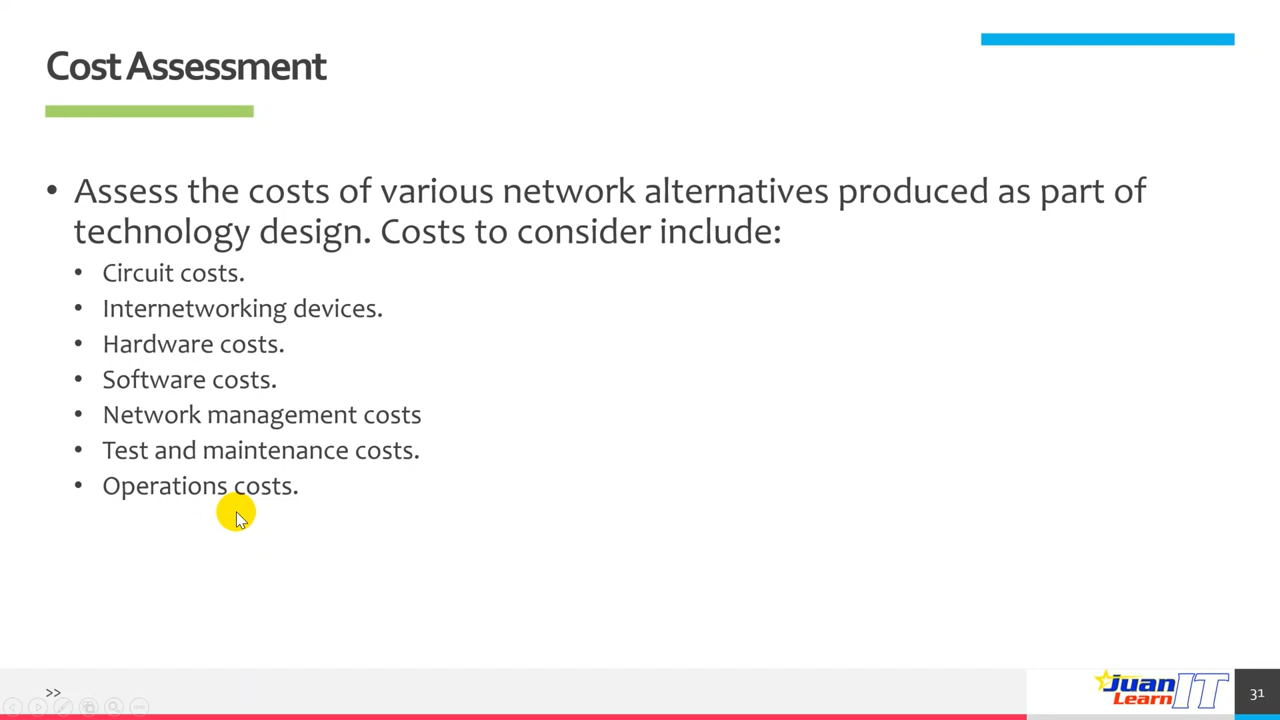 Cost Assessment
• Assess the costs of various network alternatives produced as part of
technology design. Costs to consider include:
• Circuit costs.
• Internetworking devices.
• Hardware costs.
• Software costs.
• Network management costs
• Test and maintenance costs.
• Operations costs.
>>
Juan
Learn IT
31